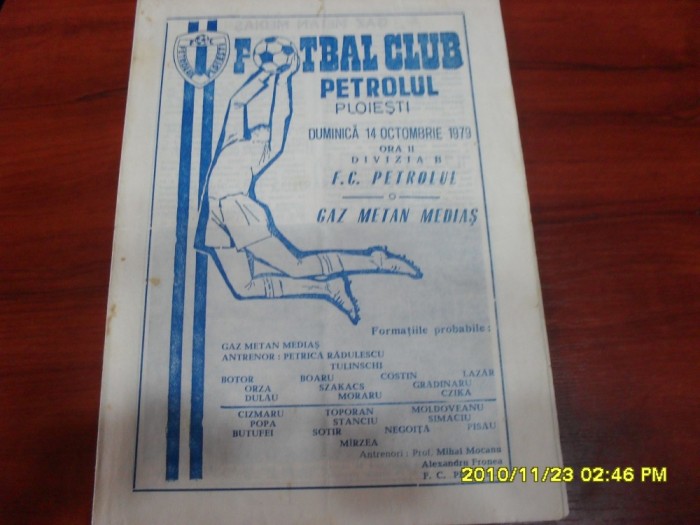 FOTBAL CLUB
PETROLUL
PLOIEȘTI
DUMINICĂ 14 OCTOMBRIE 1979
ORA 11
DIVIZIA B
F.C. PETROLUL
GAZ METAN MEDIAȘ
Formațiile probabile :
GAZ METAN MEDIAȘ
ANTRENOR : PETRICĂ RĂDULESCU
TULINSCHI
BOTOR BOARU COSTIN LAZĂR
ORZA SZAKACS GRĂDINARU
DULĂU MORARU CZIKA
CIZMARU TOPORAN MOLDOVEANU
POPA STANCIU SIMACIU
BUTUFEI SOTIR NEGOIȚĂ PISĂU
MÎRZEA
Antrenori : Prof. Mihai Mocanu
Alexandru Fronea
F. C.
2010/11/23 02:46 PM